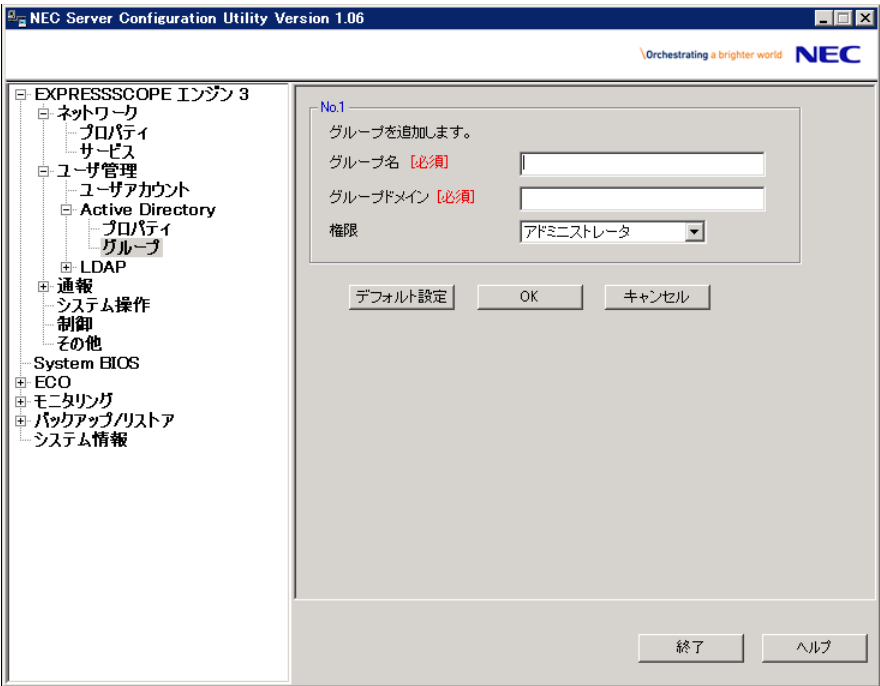 NEC Server Configuration Utility Version 1.06
\Orchestrating a brighter world NEC
EXPRESSSCOPE エンジン 3
ネットワーク
プロパティ
サービス
ユーザ管理
ユーザアカウント
Active Directory
プロパティ
グループ
LDAP
通報
システム操作
制御
その他
System BIOS
ECO
モニタリング
バックアップ/リストア
システム情報
No.1
グループを追加します。
グループ名 [必須]
グループドメイン [必須]
権限 アドミニストレータ
デフォルト設定 OK キャンセル
終了 ヘルプ